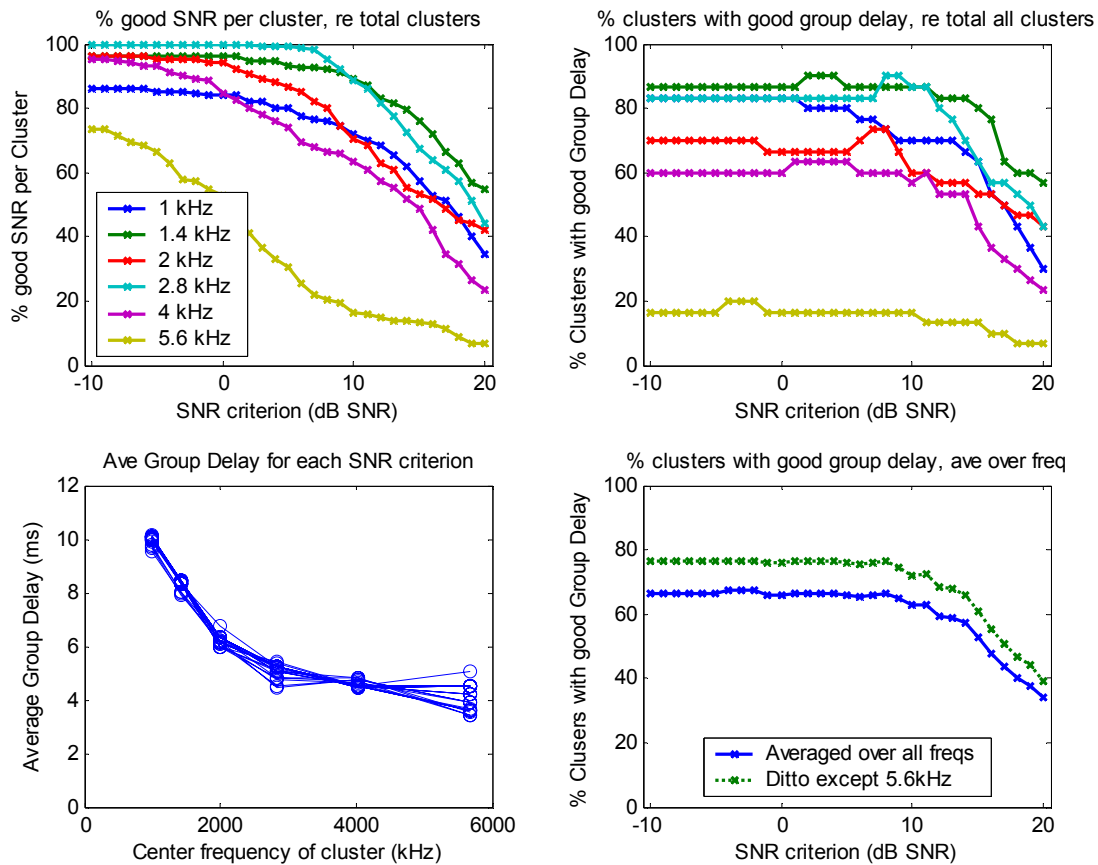 % good SNR per cluster, re total clusters
100
80
60
40
20
0
% good SNR per Cluster
1 kHz
1.4 kHz
2 kHz
2.8 kHz
4 kHz
5.6 kHz
-10
0
10
20
SNR criterion (dB SNR)
% clusters with good group delay, re total all clusters
100
80
60
40
20
0
% Clusters with good Group Delay
-10
0
10
20
SNR criterion (dB SNR)
Ave Group Delay for each SNR criterion
12
10
8
6
4
2
0
Average Group Delay (ms)
0
2000
4000
6000
Center frequency of cluster (kHz)
% clusters with good group delay, ave over freq
100
80
60
40
20
0
% Clusers with good Group Delay
Averaged over all freqs
Ditto except 5.6kHz
-10
0
10
20
SNR criterion (dB SNR)